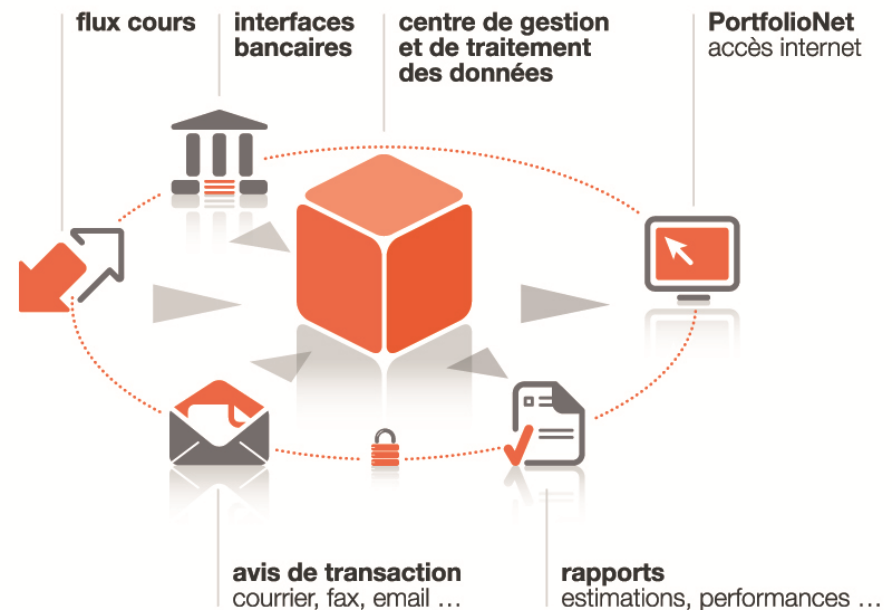 flux cours
interfaces
bancaires
centre de gestion
et de traitement
des données
PortfolioNet
accès internet
avis de transaction
courrier, fax, email ...
rapports
estimations, performances ...